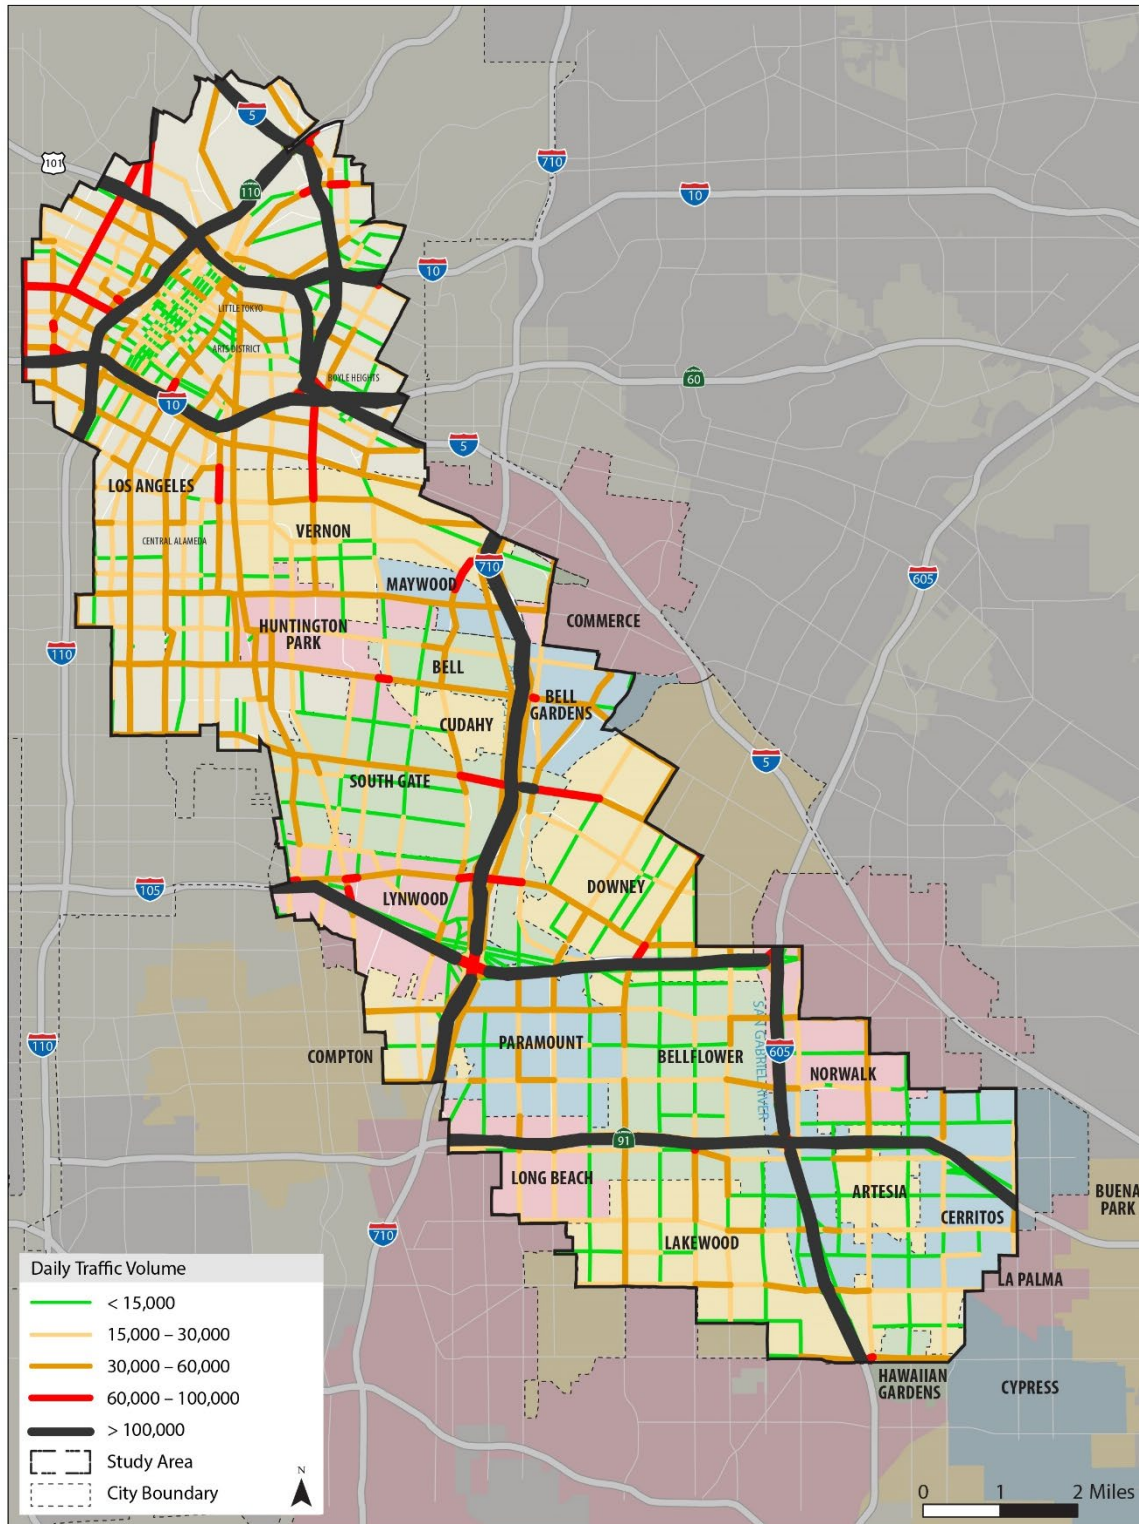 5
101
710
110
10
10
LITTLE TOKYO
ARTS DISTRICT
BOYLE HEIGHTS
60
10
5
LOS ANGELES
VERNON
CENTRAL ALAMEDA
710
MAYWOOD
605
COMMERCE
HUNTINGTON
PARK
110
BELL
BELL
GARDENS
CUDAHY
5
SOUTH GATE
105
LYNWOOD
DOWNEY
SAN GABRIEL RIVER
110
PARAMOUNT
COMPTON
BELLFLOWER
605
NORWALK
91
LONG BEACH
ARTESIA
BUENA
PARK
CERRITOS
710
LAKEWOOD
LA PALMA
HAWAIIAN
GARDENS
CYPRESS
Daily Traffic Volume
< 15,000
15,000 – 30,000
30,000 – 60,000
60,000 – 100,000
> 100,000
Study Area
City Boundary
N
0 1 2 Miles